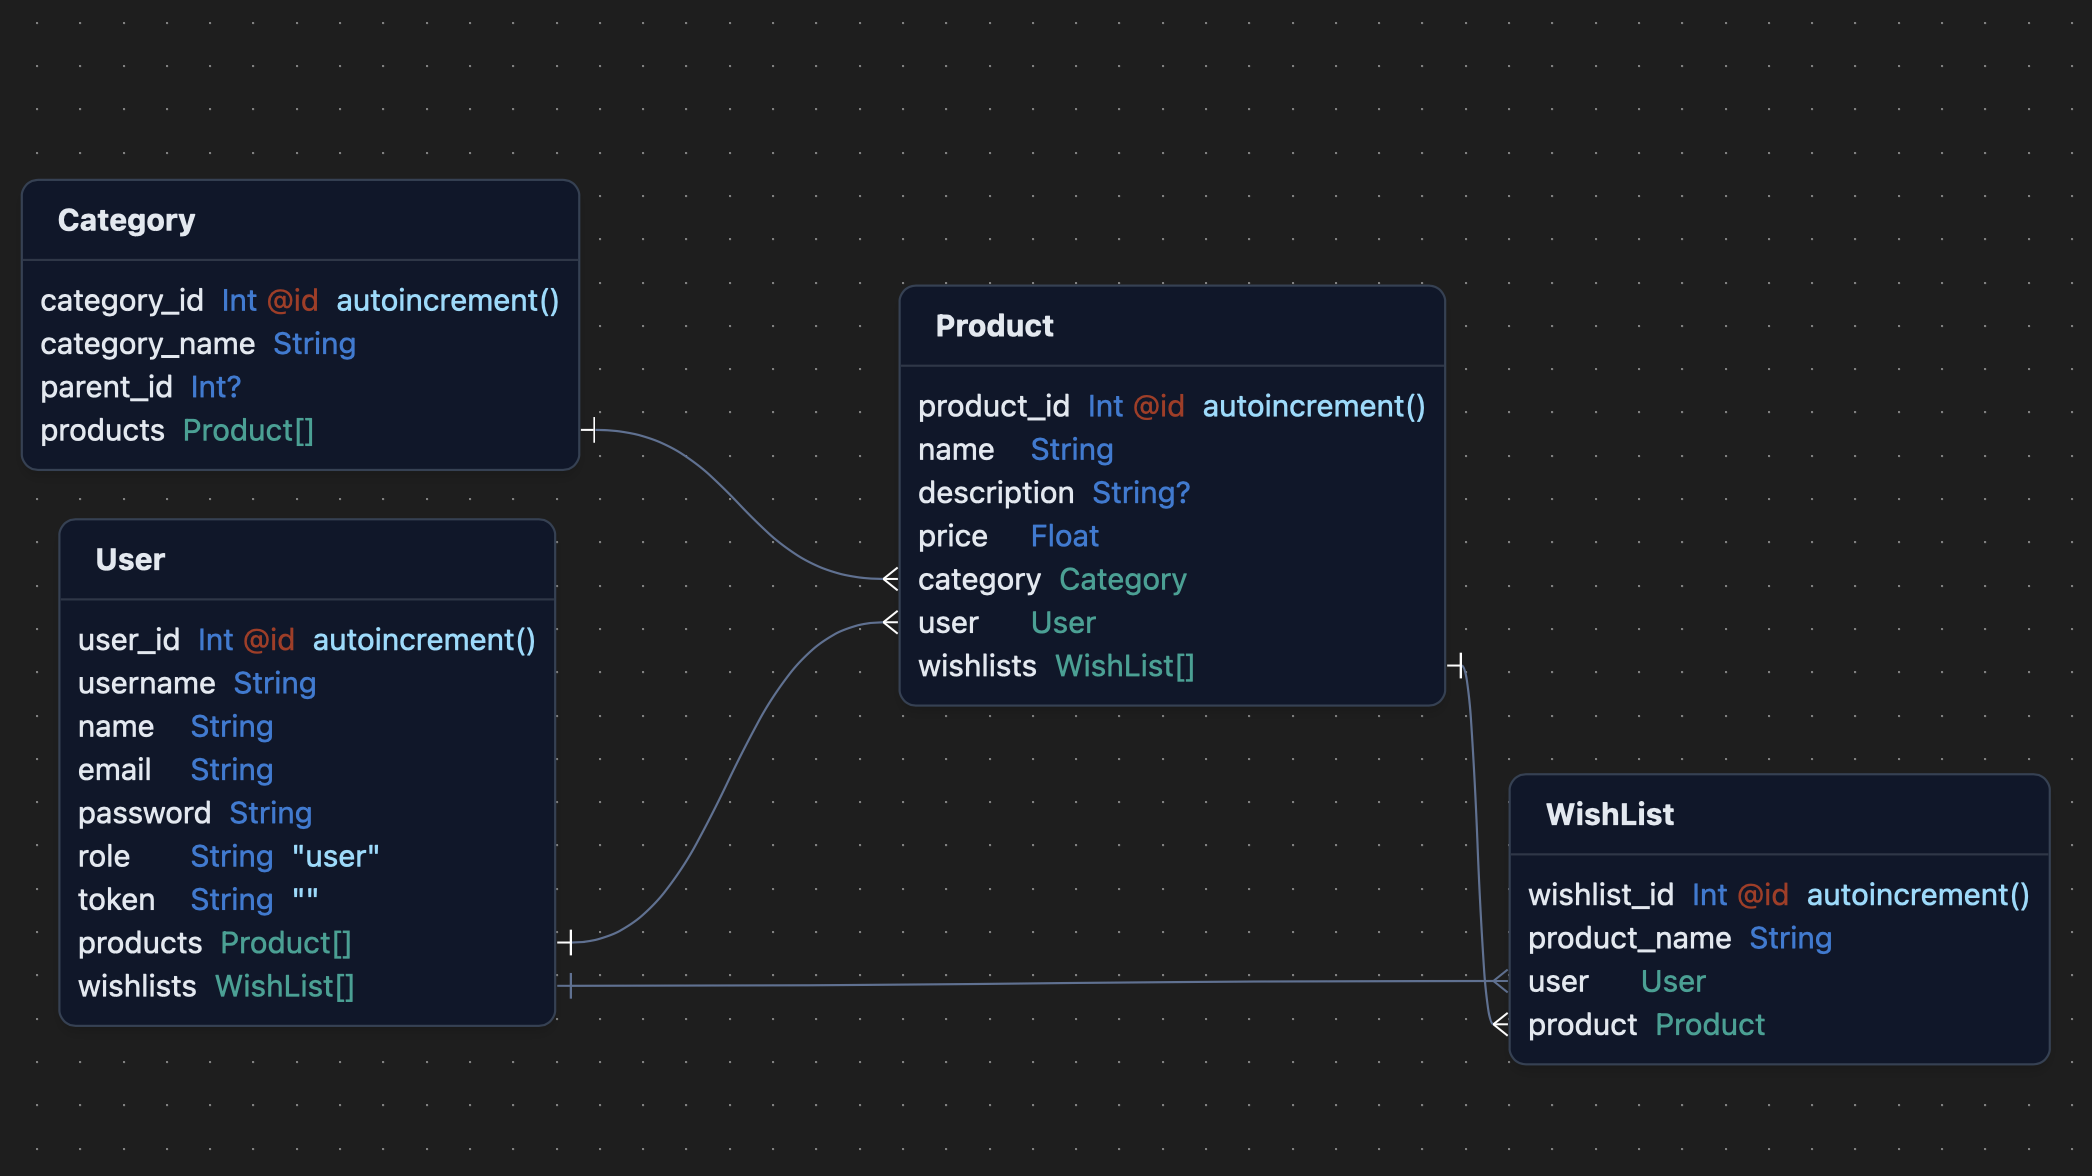 Category
category_id Int @id autoincrement()
category_name String
parent_id Int?
products Product[]
User
user_id Int @id autoincrement()
username String
name String
email String
password String
role String "user"
token String ""
products Product[]
wishlists WishList[]
Product
product_id Int @id autoincrement()
name String
description String?
price Float
category Category
user User
wishlists WishList[]
WishList
wishlist_id Int @id autoincrement()
product_name String
user User
product Product